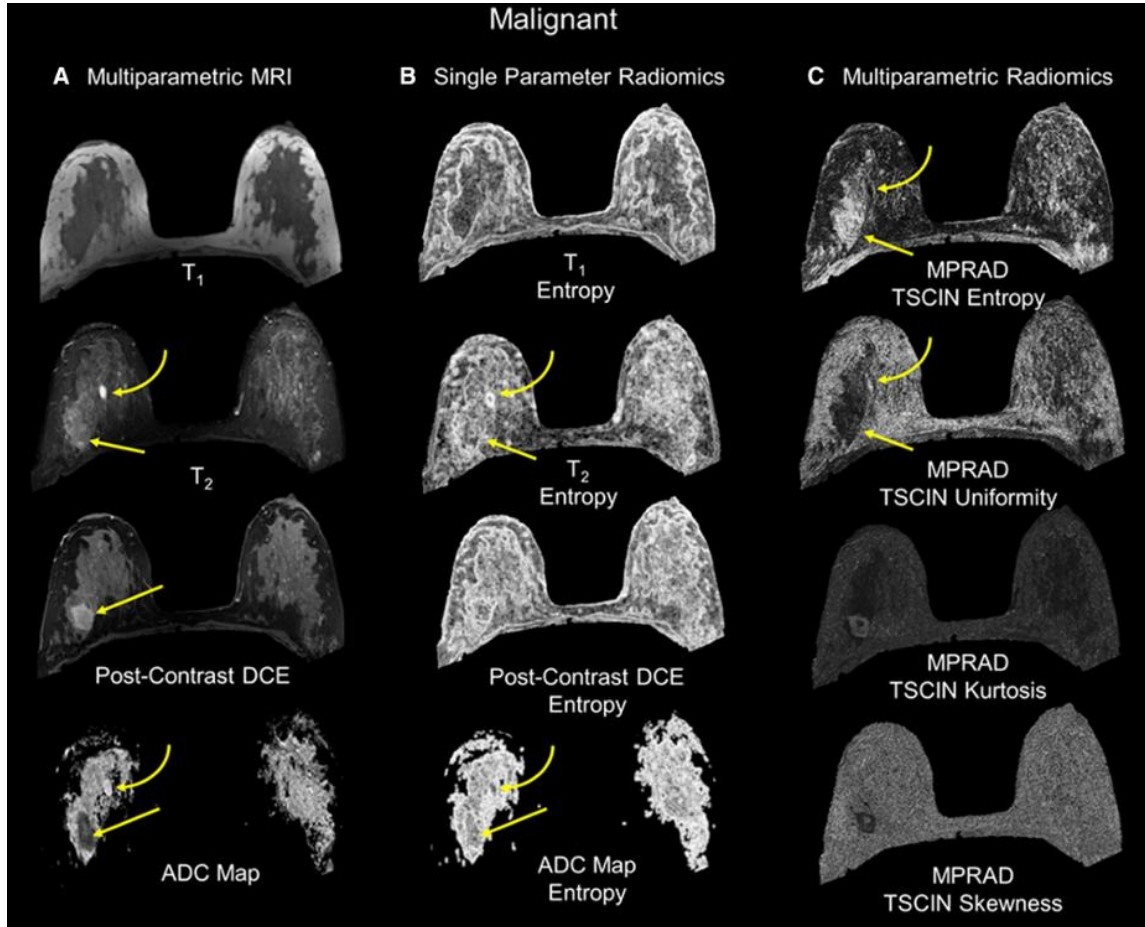 Malignant
A Multiparametric MRI
B Single Parameter Radiomics
C Multiparametric Radiomics
T1
T2
Post-Contrast DCE
ADC Map
T1
Entropy
T2
Entropy
Post-Contrast DCE
Entropy
ADC Map
Entropy
MPRAD
TSCIN Entropy
MPRAD
TSCIN Uniformity
MPRAD
TSCIN Kurtosis
MPRAD
TSCIN Skewness